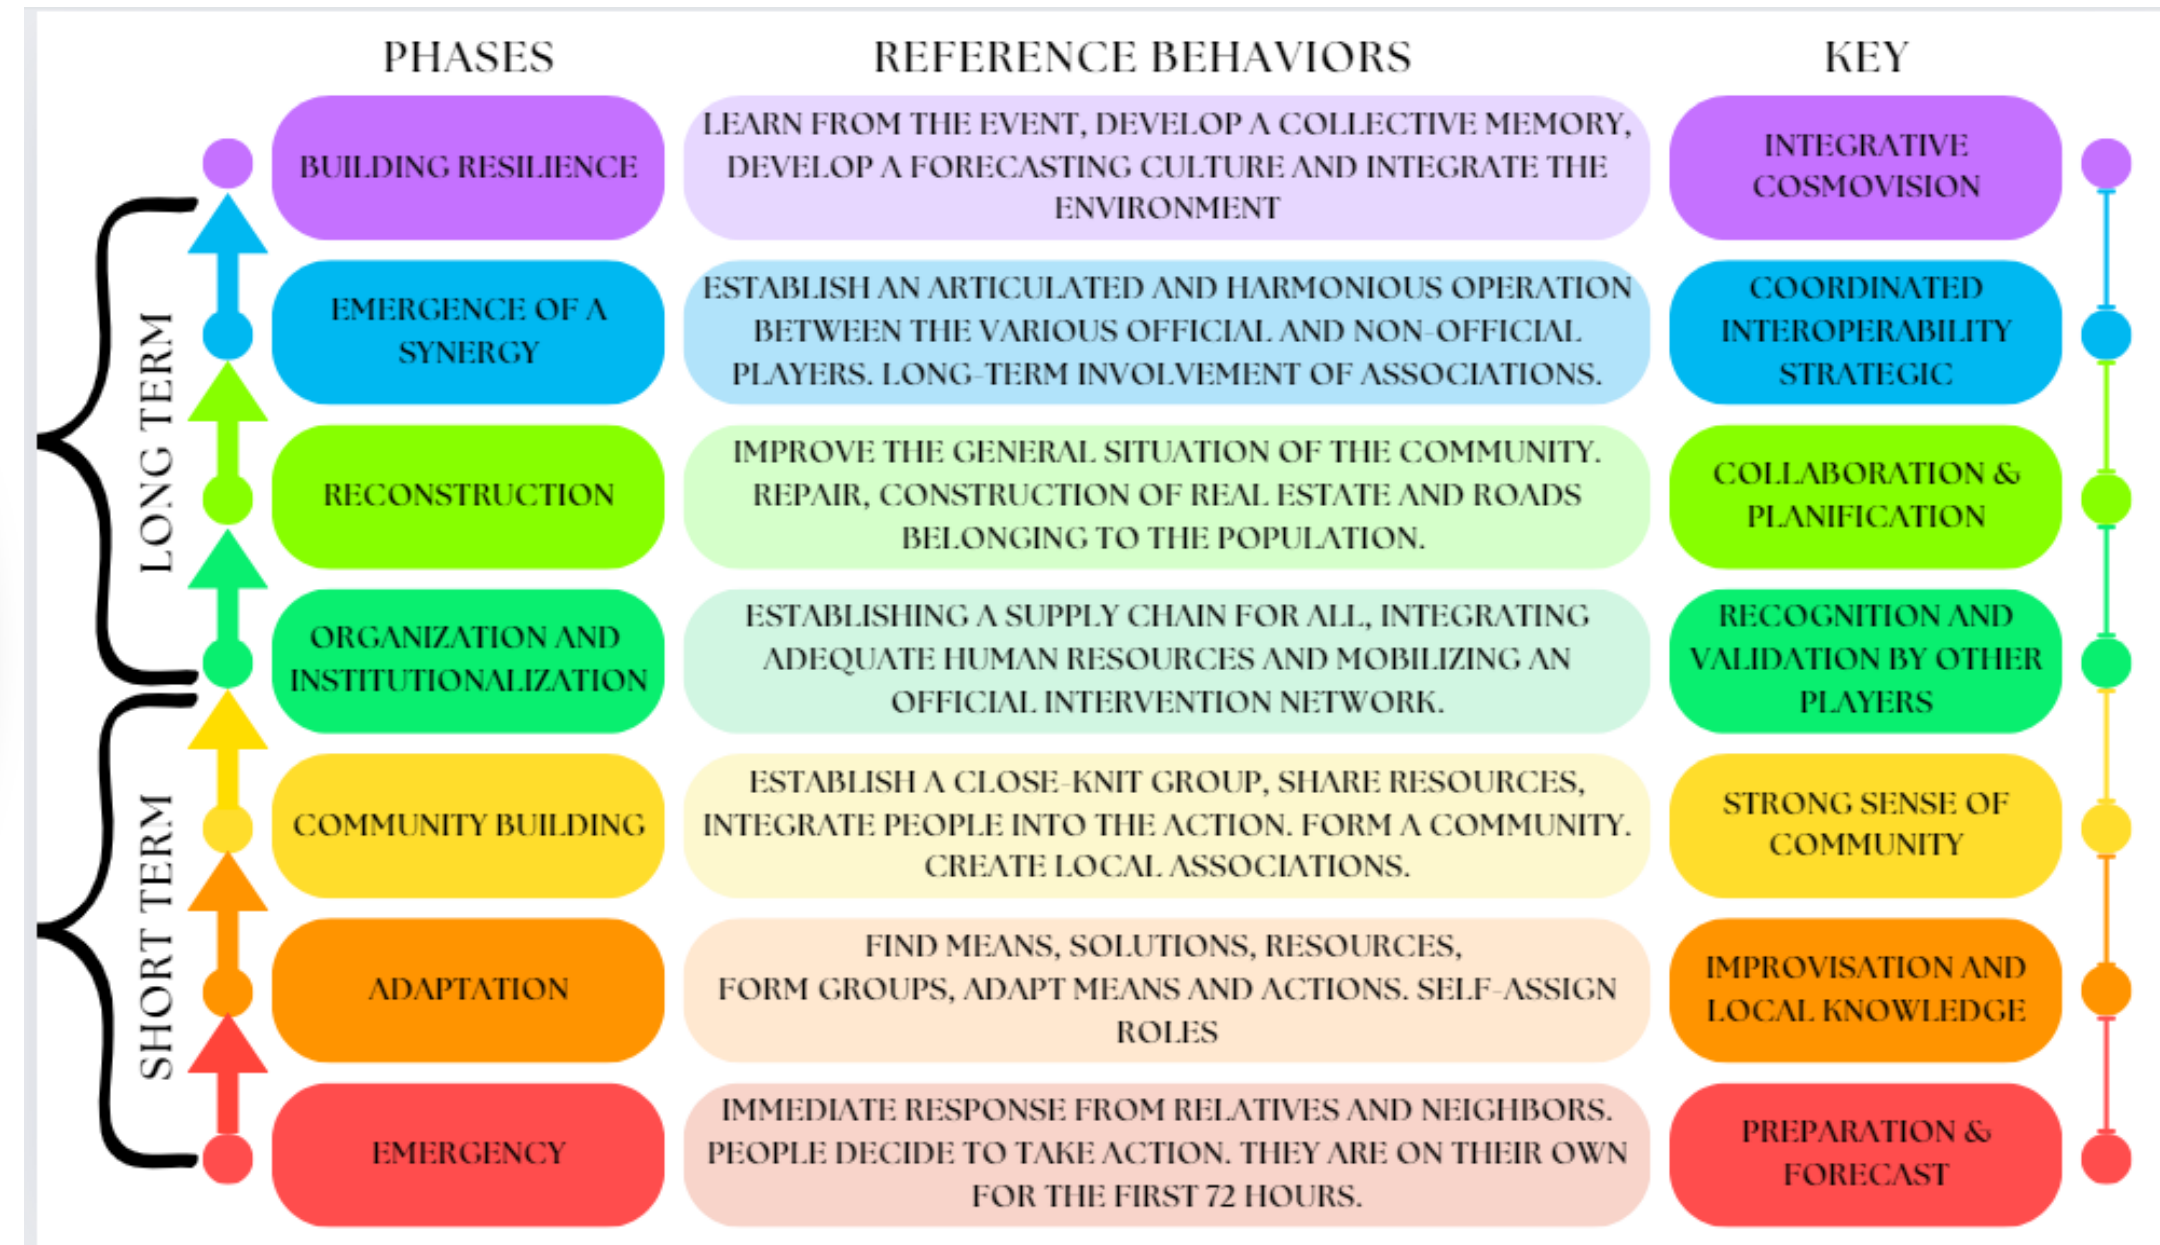 PHASES
REFERENCE BEHAVIORS
KEY
BUILDING RESILIENCE
LEARN FROM THE EVENT, DEVELOP A COLLECTIVE MEMORY,
DEVELOP A FORECASTING CULTURE AND INTEGRATE THE
ENVIRONMENT
INTEGRATIVE
COSMOVISION
LONG TERM
EMERGENCE OF A
SYNERGY
ESTABLISH AN ARTICULATED AND HARMONIOUS OPERATION
BETWEEN THE VARIOUS OFFICIAL AND NON-OFFICIAL
PLAYERS. LONG-TERM INVOLVEMENT OF ASSOCIATIONS.
COORDINATED
INTEROPERABILITY
STRATEGIC
RECONSTRUCTION
IMPROVE THE GENERAL SITUATION OF THE COMMUNITY.
REPAIR, CONSTRUCTION OF REAL ESTATE AND ROADS
BELONGING TO THE POPULATION.
COLLABORATION &
PLANIFICATION
ORGANIZATION AND
INSTITUTIONALIZATION
ESTABLISHING A SUPPLY CHAIN FOR ALL, INTEGRATING
ADEQUATE HUMAN RESOURCES AND MOBILIZING AN
OFFICIAL INTERVENTION NETWORK.
RECOGNITION AND
VALIDATION BY OTHER
PLAYERS
SHORT TERM
COMMUNITY BUILDING
ESTABLISH A CLOSE-KNIT GROUP, SHARE RESOURCES,
INTEGRATE PEOPLE INTO THE ACTION. FORM A COMMUNITY.
CREATE LOCAL ASSOCIATIONS.
STRONG SENSE OF
COMMUNITY
ADAPTATION
FIND MEANS, SOLUTIONS, RESOURCES,
FORM GROUPS, ADAPT MEANS AND ACTIONS. SELF-ASSIGN
ROLES
IMPROVISATION AND
LOCAL KNOWLEDGE
EMERGENCY
IMMEDIATE RESPONSE FROM RELATIVES AND NEIGHBORS.
PEOPLE DECIDE TO TAKE ACTION. THEY ARE ON THEIR OWN
FOR THE FIRST 72 HOURS.
PREPARATION &
FORECAST